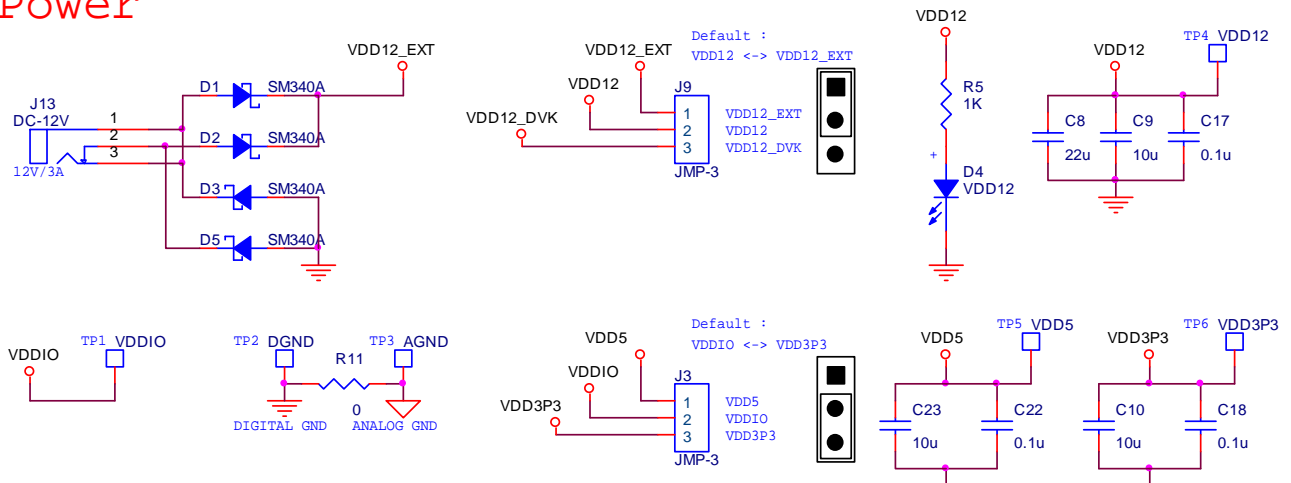 Power
J13
DC-12V
1
2
3
12V/3A
D1
SM340A
D2
SM340A
D3
SM340A
D5
SM340A
VDD12_EXT
VDD12_EXT
VDD12
VDD12_DVK
J9
1
2
3
JMP-3
VDD12_EXT
VDD12
VDD12_DVK
Default :
VDD12 <-> VDD12_EXT
VDD12
R5
1K
+
D4
VDD12
VDD12
TP4 VDD12
C8
22u
C9
10u
C17
0.1u
VDDIO
TP1 VDDIO
TP2 DGND
TP3 AGND
R11
0
DIGITAL GND
ANALOG GND
VDD5
VDDIO
VDD3P3
J3
1
2
3
JMP-3
VDD5
VDDIO
VDD3P3
Default :
VDDIO <-> VDD3P3
VDD5
TP5 VDD5
C23
10u
C22
0.1u
VDD3P3
TP6 VDD3P3
C10
10u
C18
0.1u